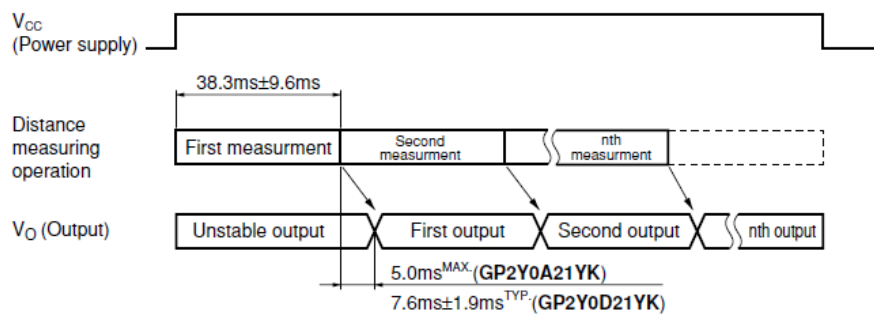 VCC
(Power supply)
38.3ms±9.6ms
Distance
measuring
operation
First measurment
Second
measurment
nth
measurment
VO (Output)
Unstable output
First output
Second output
nth output
5.0msMAX.(GP2Y0A21YK)
7.6ms±1.9msTYP.(GP2Y0D21YK)